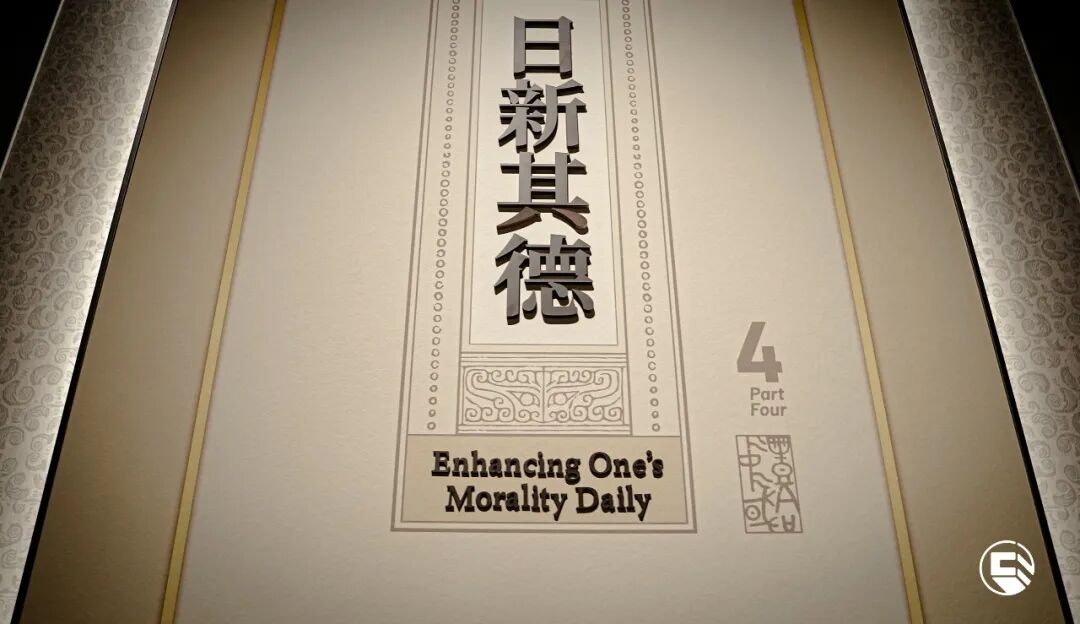 日新其德
Enhancing One's
Morality Daily
4
Part
Four